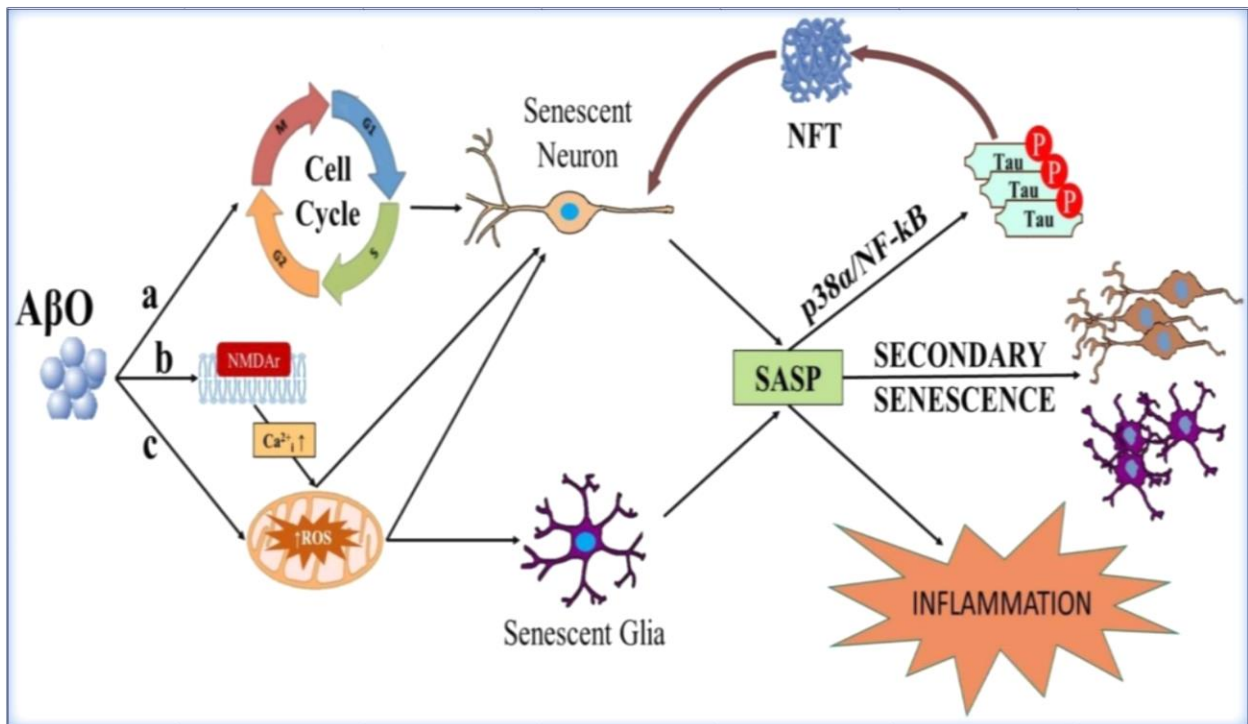 AβO
a
b
c
M
G1
S
G2
Cell
Cycle
NMDAr
Ca²⁺ᵢ ↑
↑ROS
Senescent
Neuron
Senescent Glia
NFT
P
Tau
P
Tau
P
Tau
p38α/NF-kB
SASP
SECONDARY
SENESCENCE
INFLAMMATION